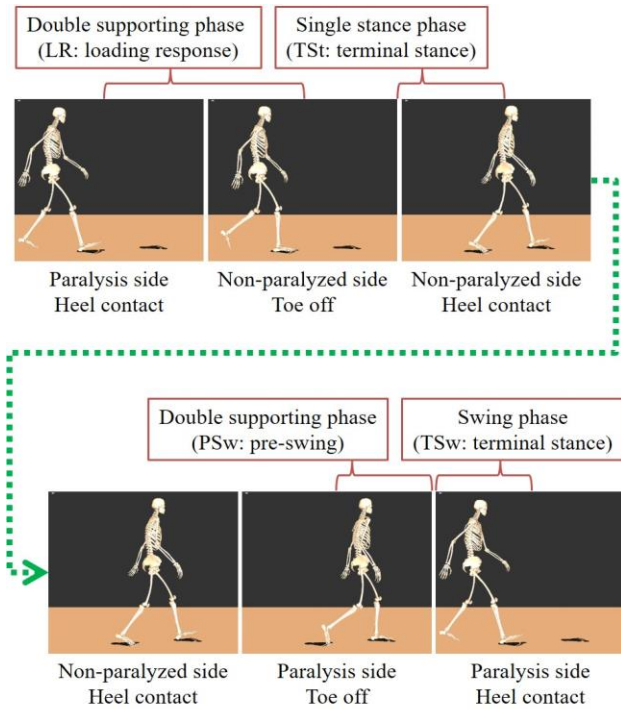 Double supporting phase
(LR: loading response)
Single stance phase
(TSt: terminal stance)
Paralysis side
Heel contact
Non-paralyzed side
Toe off
Non-paralyzed side
Heel contact
Double supporting phase
(PSw: pre-swing)
Swing phase
(TSw: terminal stance)
Non-paralyzed side
Heel contact
Paralysis side
Toe off
Paralysis side
Heel contact